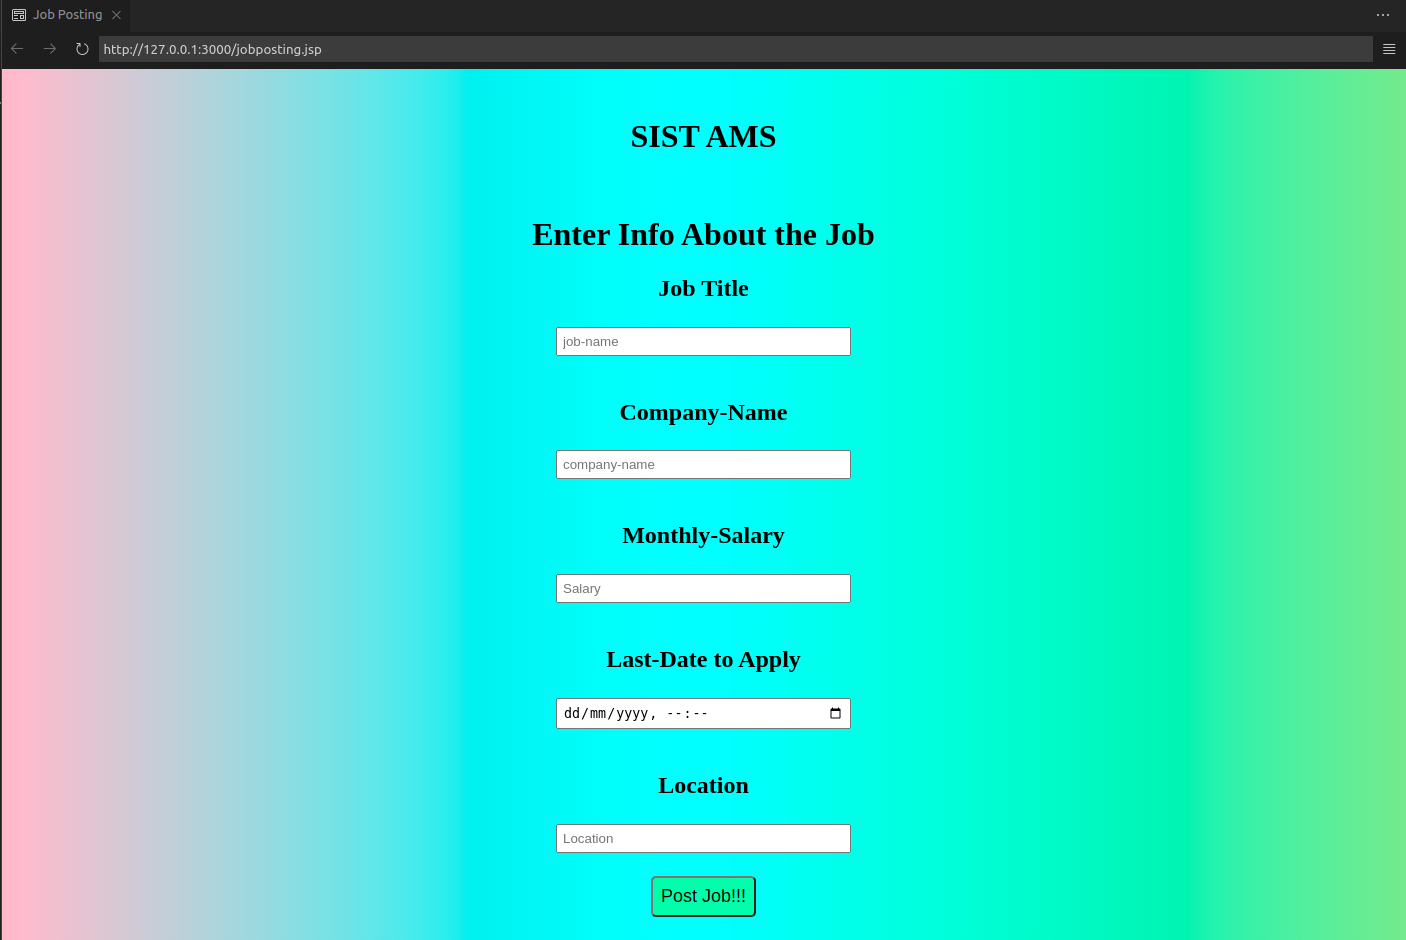 Job Posting
http://127.0.0.1:3000/jobposting.jsp
SIST AMS
Enter Info About the Job
Job Title
job-name
Company-Name
company-name
Monthly-Salary
Salary
Last-Date to Apply
dd/mm/yyyy, --:--
Location
Location
Post Job!!!